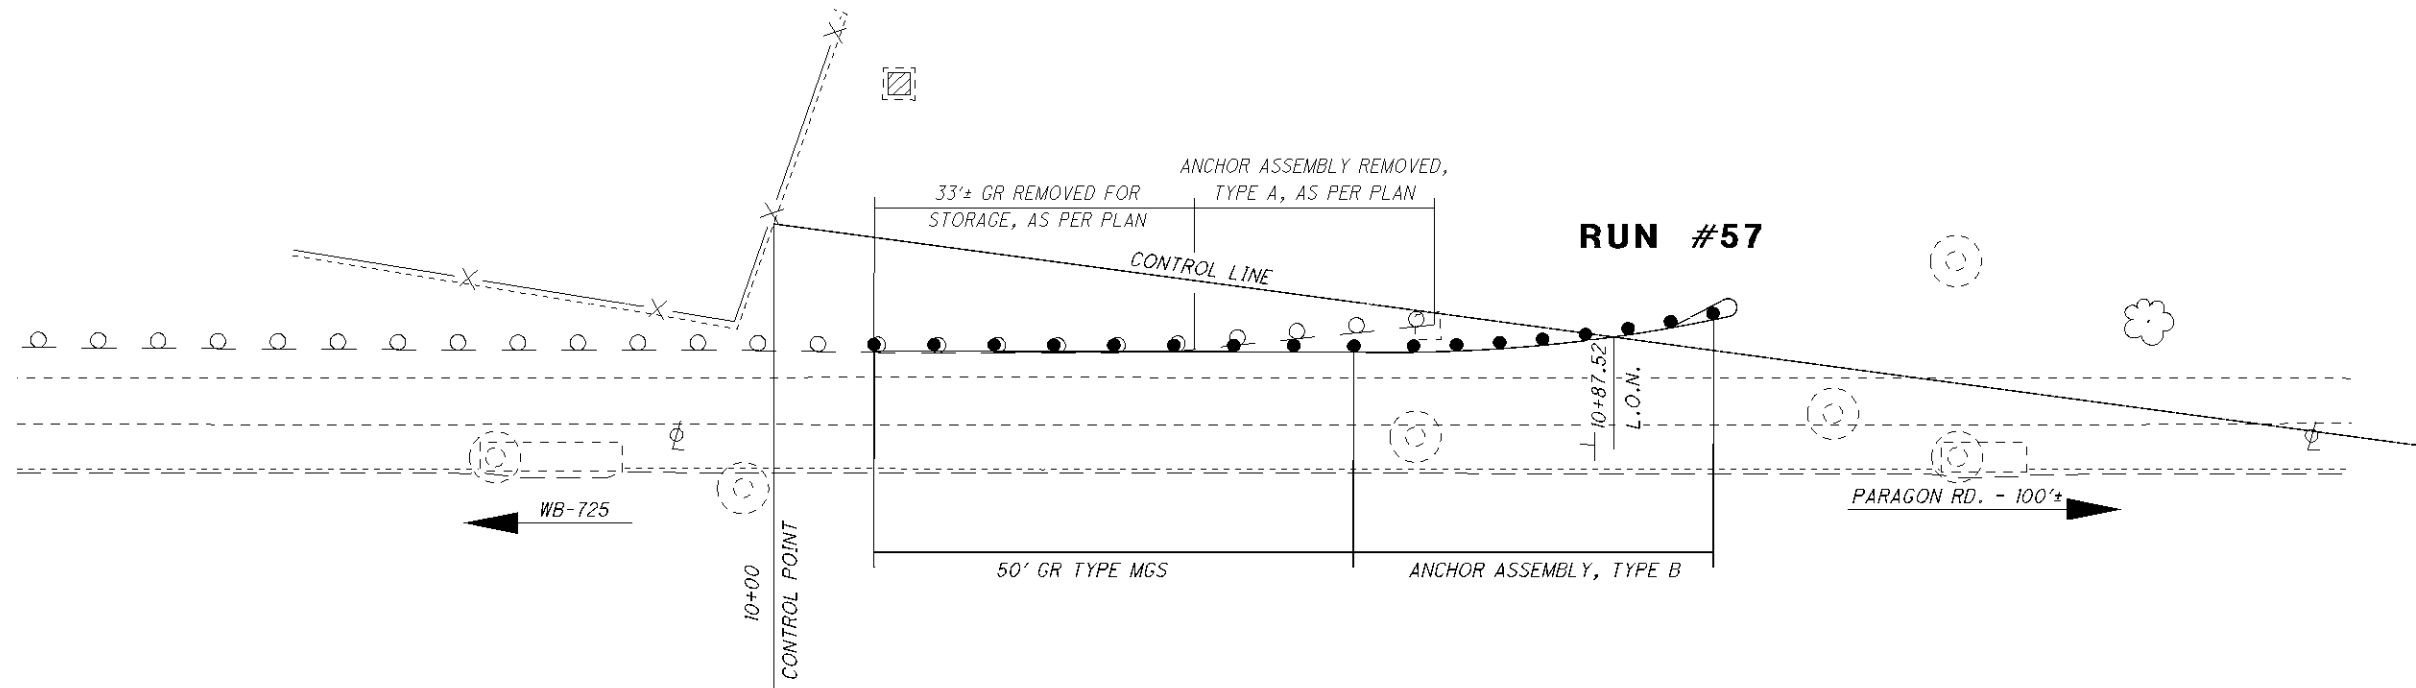 ANCHOR ASSEMBLY REMOVED,
TYPE A, AS PER PLAN
33'± GR REMOVED FOR
STORAGE, AS PER PLAN
RUN #57
CONTROL LINE
10+87.52
L.O.N.
WB-725
PARAGON RD. - 100'±
10+00
CONTROL POINT
50' GR TYPE MGS
ANCHOR ASSEMBLY, TYPE B